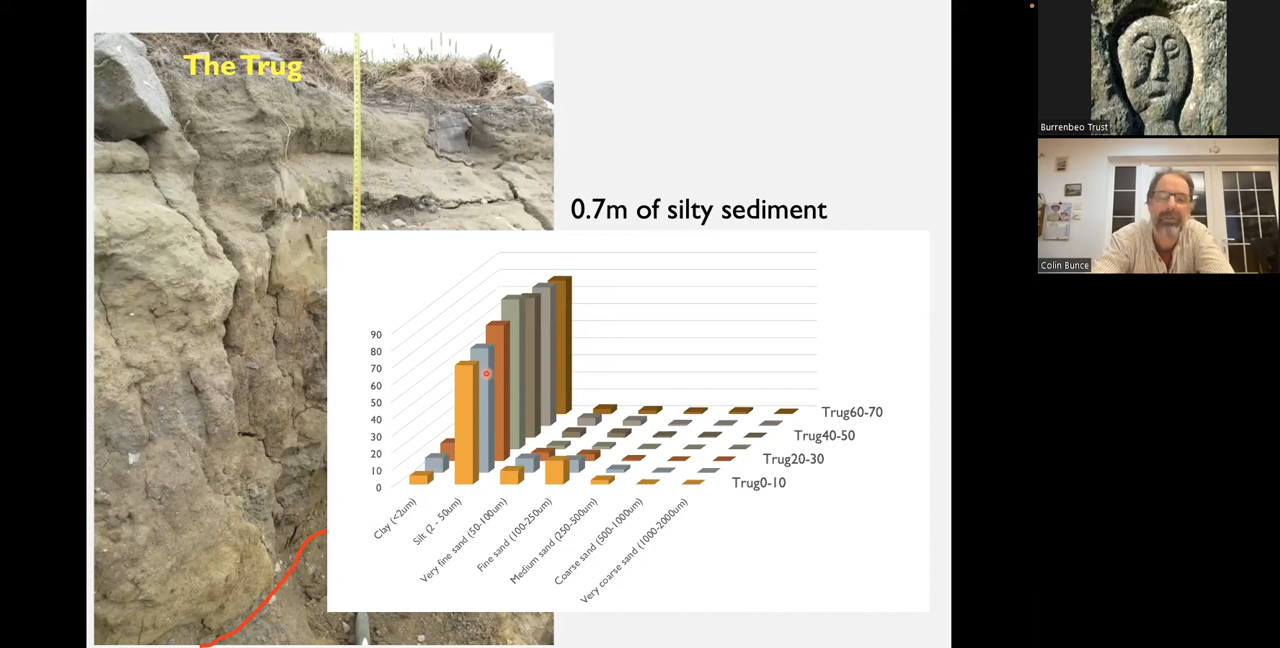 The Trug
0.7m of silty sediment
90
80
70
60
50
40
30
20
10
0
Trug60-70
Trug40-50
Trug20-30
Trug0-10
Clay (<2um)
Silt (2 - 50um)
Very fine sand (50-100um)
Fine sand (100-250um)
Medium sand (250-500um)
Coarse sand (500-1000um)
Very coarse sand (1000-2000um)
Burrenbeo Trust
Colin Bunce